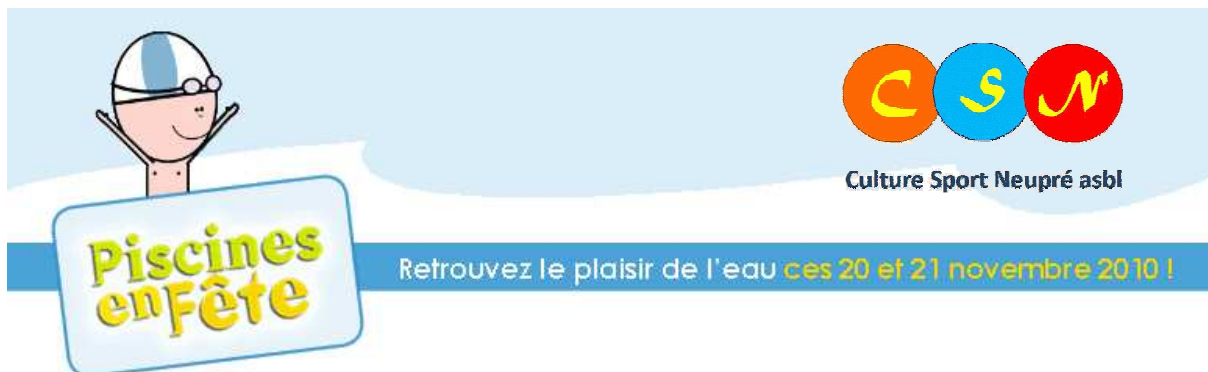 C S N
Culture Sport Neupré asbl
Piscines
en Fête
Retrouvez le plaisir de l'eau ces 20 et 21 novembre 2010 !